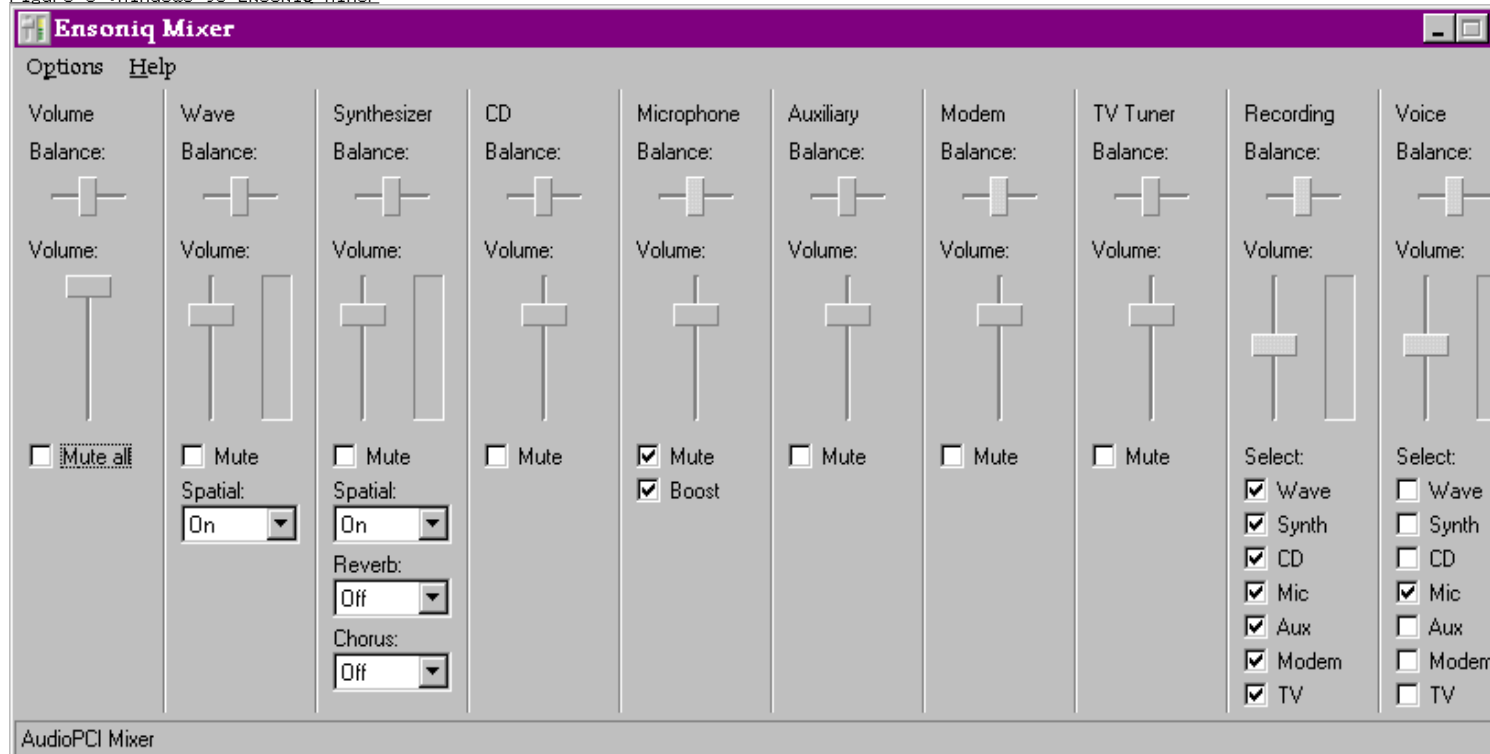 Ensoniq Mixer
Options Help
Volume Wave Synthesizer CD Microphone Auxiliary Modem TV Tuner Recording Voice
Balance: Balance: Balance: Balance: Balance: Balance: Balance: Balance: Balance: Balance:
Volume: Volume: Volume: Volume: Volume: Volume: Volume: Volume: Volume: Volume:
Mute all Mute Mute Mute Mute Mute Mute Mute Select: Select:
Spatial: Spatial: Boost Wave Wave
On On Synth Synth
Reverb: CD CD
Off Mic Mic
Chorus: Aux Aux
Off Modem Modem
TV TV
AudioPCI Mixer